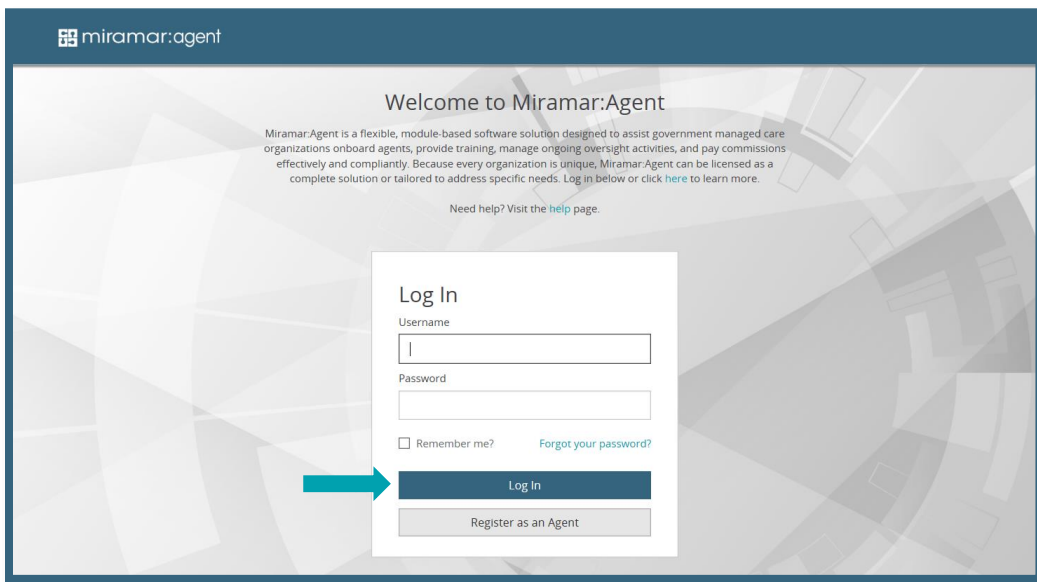 miramar:agent
Welcome to Miramar:Agent
Miramar:Agent is a flexible, module-based software solution designed to assist government managed care
organizations onboard agents, provide training, manage ongoing oversight activities, and pay commissions
effectively and compliantly. Because every organization is unique, Miramar:Agent can be licensed as a
complete solution or tailored to address specific needs. Log in below or click here to learn more.
Need help? Visit the help page.
Log In
Username
Password
Remember me? Forgot your password?
Log In
Register as an Agent